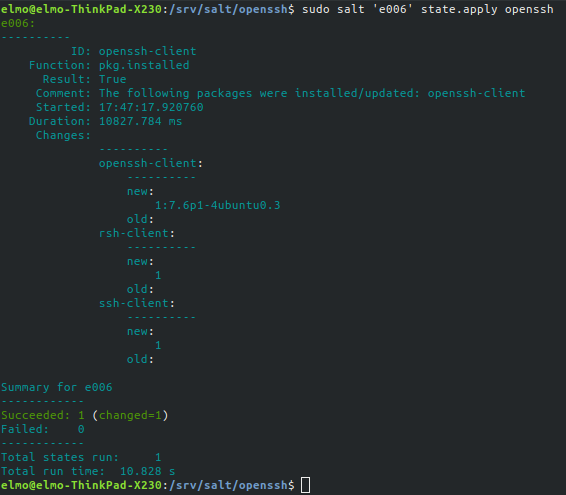 elmo@elmo-ThinkPad-X230:/srv/salt/openssh$ sudo salt 'e006' state.apply openssh
e006:
----------
          ID: openssh-client
    Function: pkg.installed
      Result: True
     Comment: The following packages were installed/updated: openssh-client
     Started: 17:47:17.920760
    Duration: 10827.784 ms
     Changes:
              ----------
              openssh-client:
                  ----------
                  new:
                      1:7.6p1-4ubuntu0.3
                  old:
              rsh-client:
                  ----------
                  new:
                      1
                  old:
              ssh-client:
                  ----------
                  new:
                      1
                  old:
Summary for e006
------------
Succeeded: 1 (changed=1)
Failed:    0
------------
Total states run:     1
Total run time:  10.828 s
elmo@elmo-ThinkPad-X230:/srv/salt/openssh$